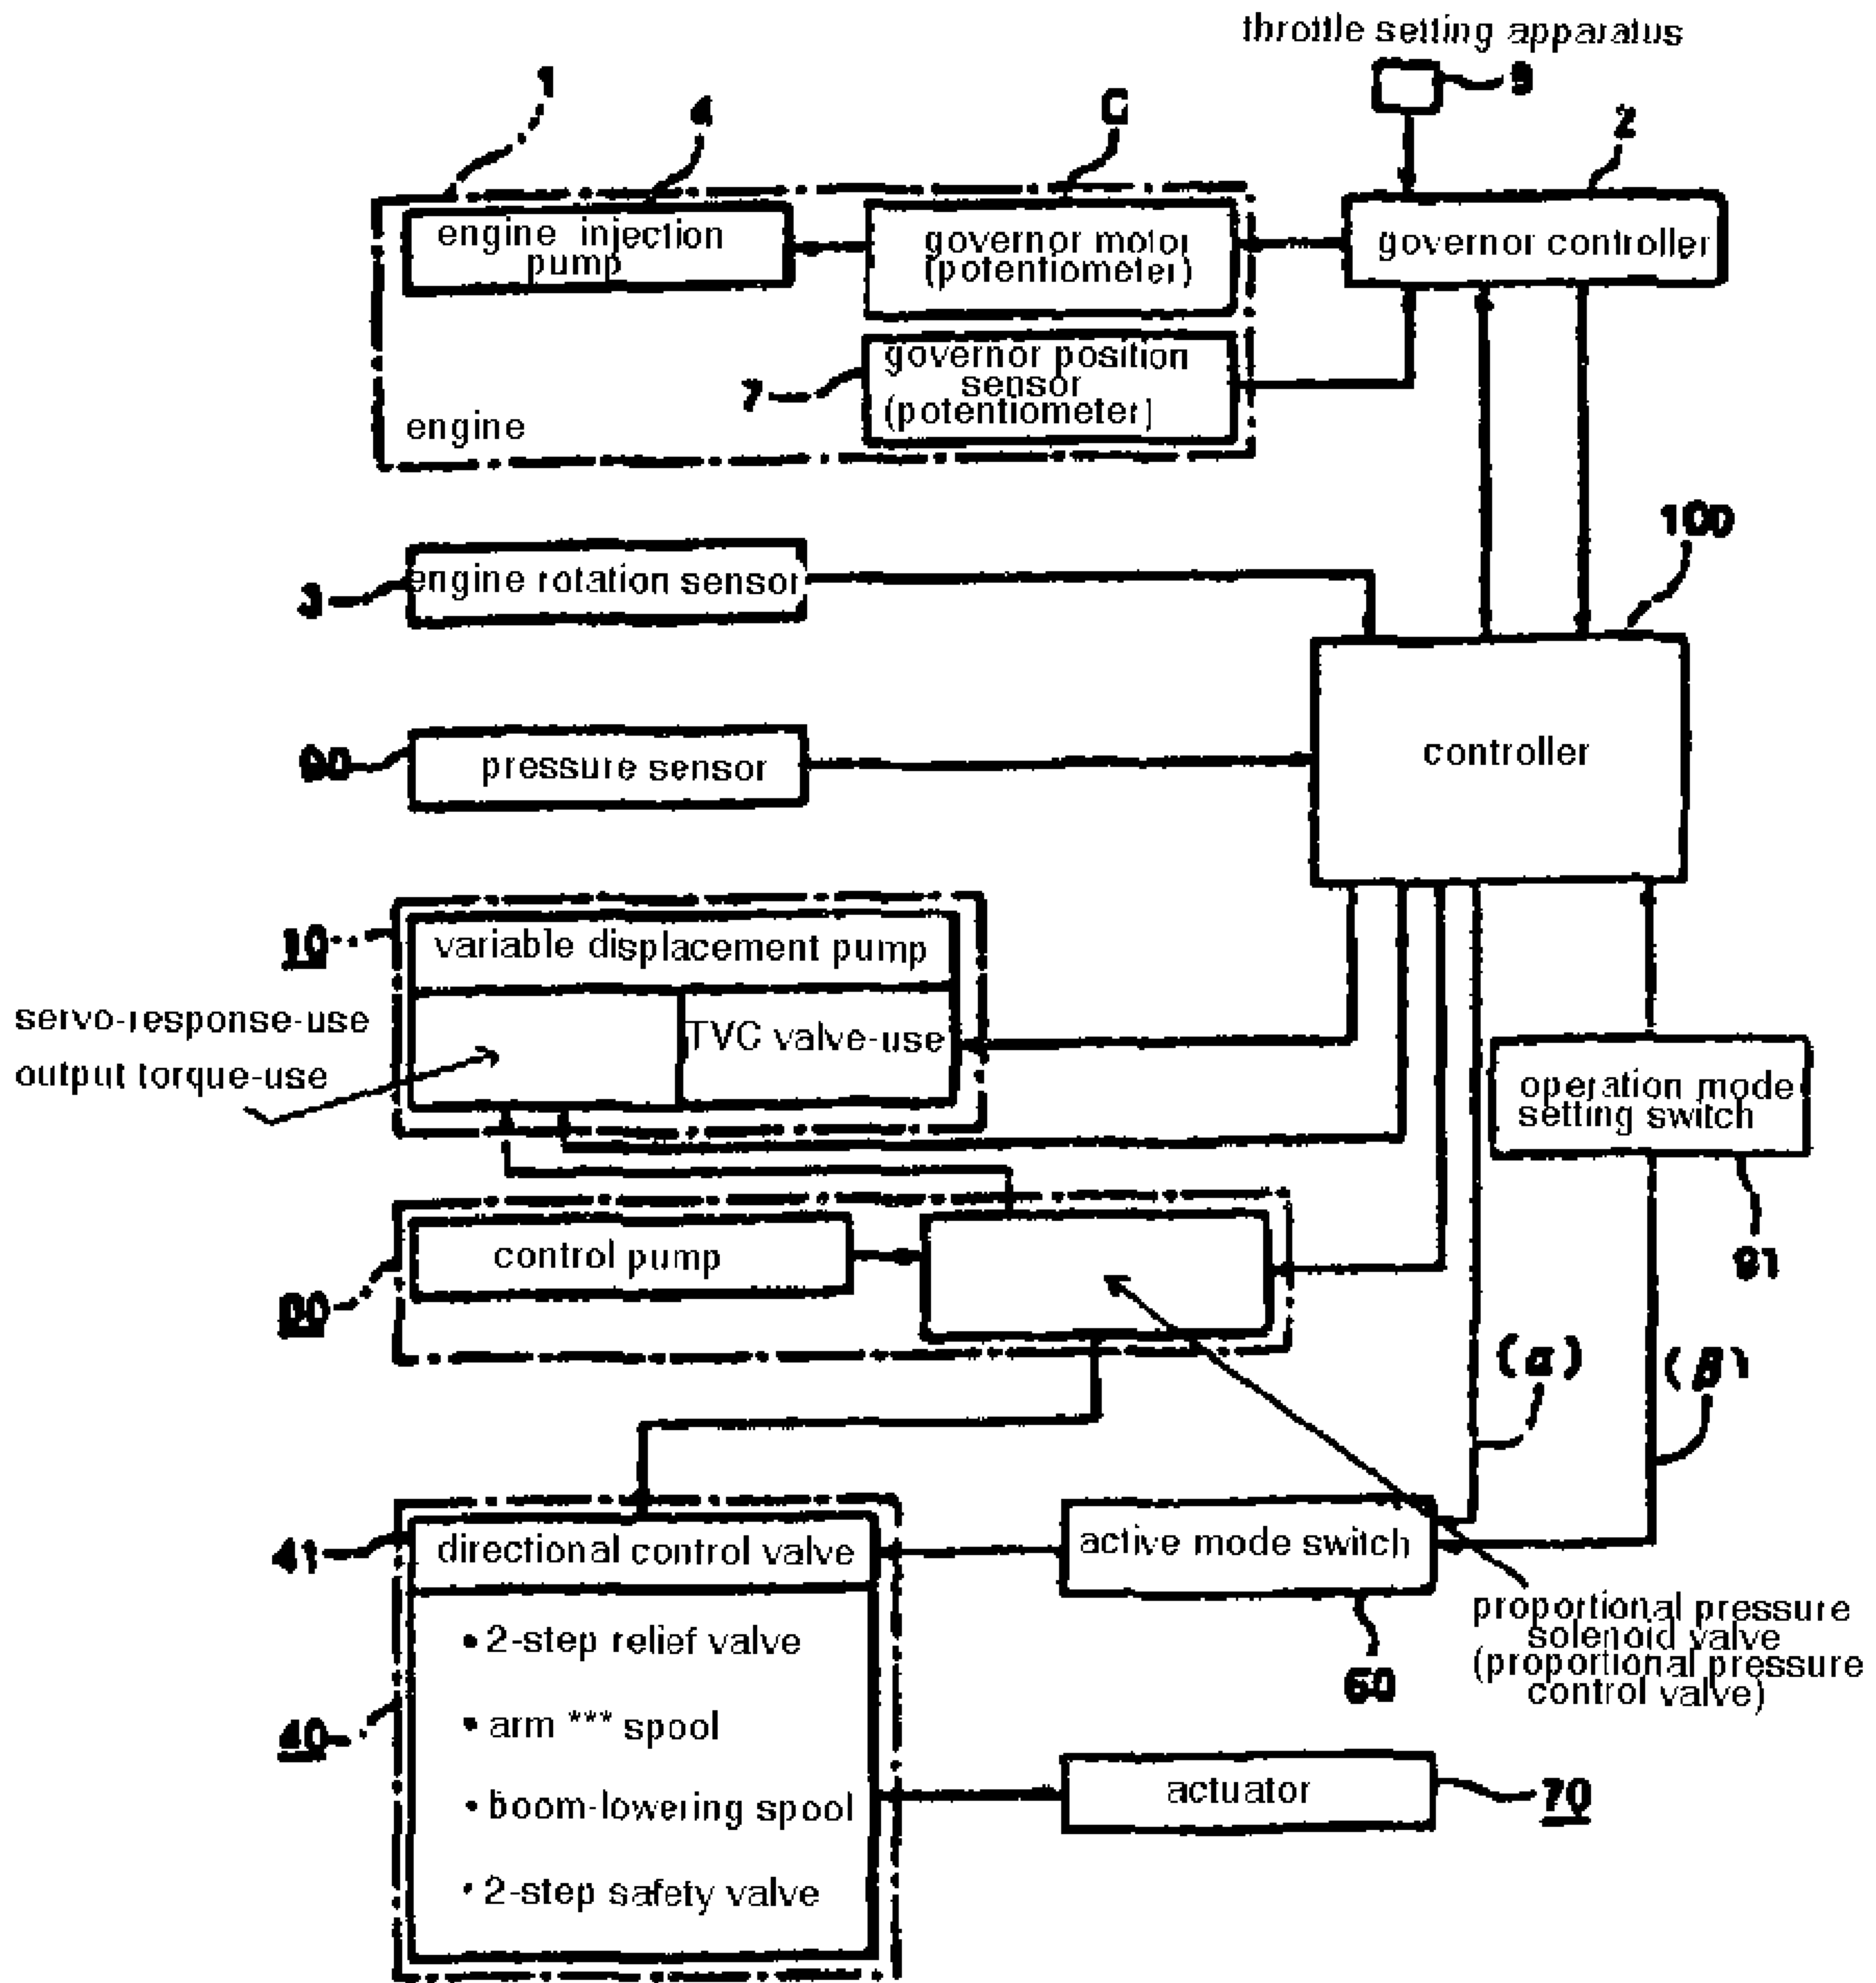 throttle setting apparatus
9
1
4
2
engine injection
pump
governor motor
(potentiometer)
governor controller
7
governor position
sensor
(potentiometer)
engine
100
3
engine rotation sensor
90
pressure sensor
controller
10
variable displacement pump
servo-response-use
output torque-use
TVC valve-use
operation mode
setting switch
control pump
91
(α)
(β)
41
directional control valve
active mode switch
proportional pressure
solenoid valve
(proportional pressure
control valve)
60
• 2-step relief valve
• arm *** spool
40
• boom-lowering spool
actuator
70
• 2-step safety valve